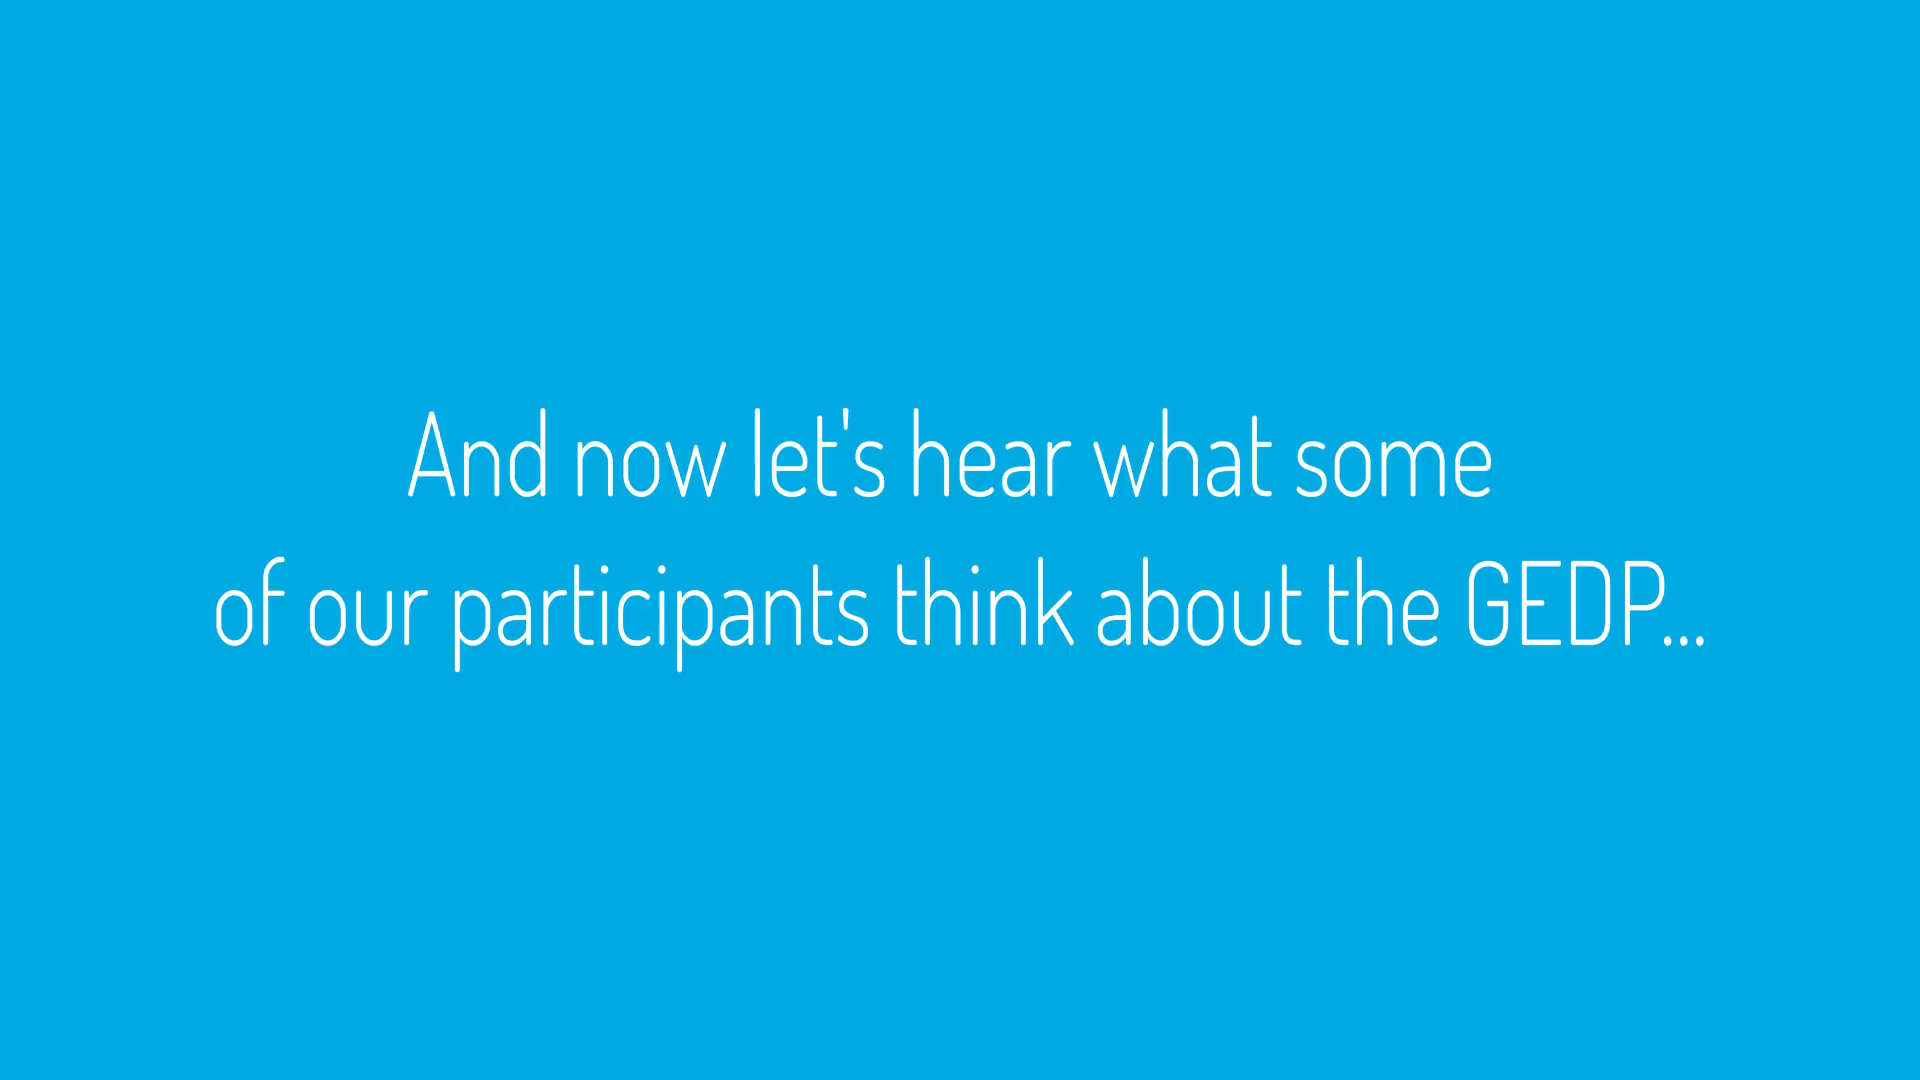 And now let's hear what some
of our participants think about the GEDP...